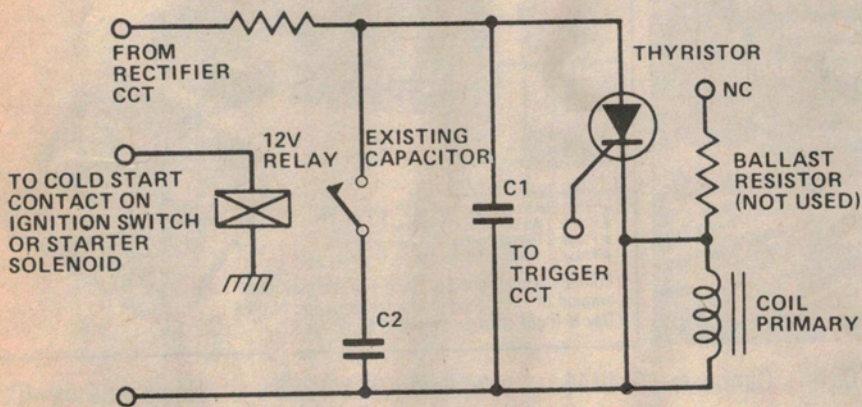 FROM
RECTIFIER
CCT
TO COLD START
CONTACT ON
IGNITION SWITCH
OR STARTER
SOLENOID
12V
RELAY
EXISTING
CAPACITOR
C2
C1
THYRISTOR
TO
TRIGGER
CCT
NC
BALLAST
RESISTOR
(NOT USED)
COIL
PRIMARY